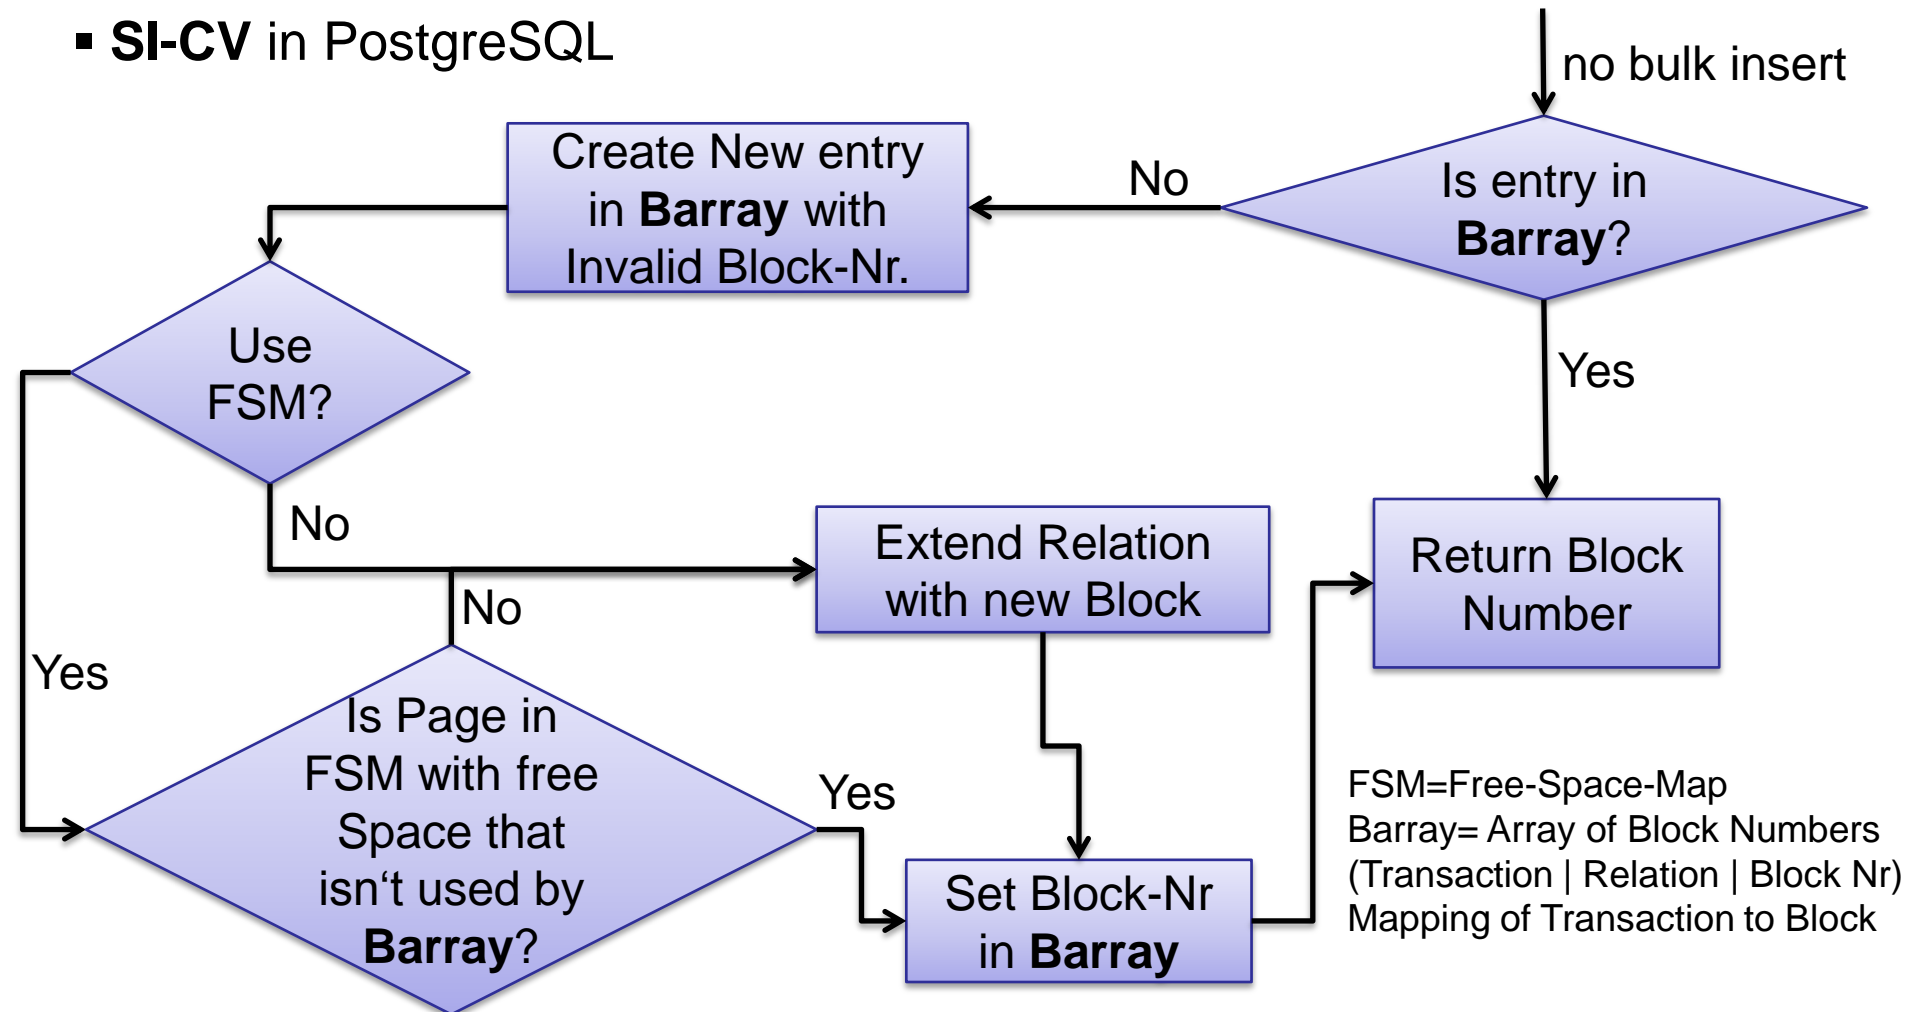 ▪ SI-CV in PostgreSQL
no bulk insert
Is entry in
Barray?
No
Create New entry
in Barray with
Invalid Block-Nr.
Yes
Use
FSM?
No
Yes
Extend Relation
with new Block
Return Block
Number
No
Is Page in
FSM with free
Space that
isn‘t used by
Barray?
Yes
Set Block-Nr
in Barray
FSM=Free-Space-Map
Barray= Array of Block Numbers
(Transaction | Relation | Block Nr)
Mapping of Transaction to Block